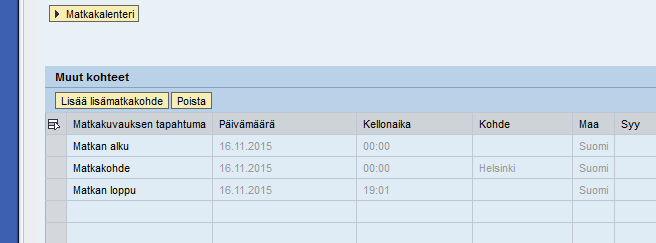 Matkakalenteri
Muut kohteet
Lisää lisämatkakohde Poista
Matkakuvauksen tapahtuma Päivämäärä Kellonaika Kohde Maa Syy
Matkan alku 16.11.2015 00:00 Suomi
Matkakohde 16.11.2015 00:00 Helsinki Suomi
Matkan loppu 16.11.2015 19:01 Suomi